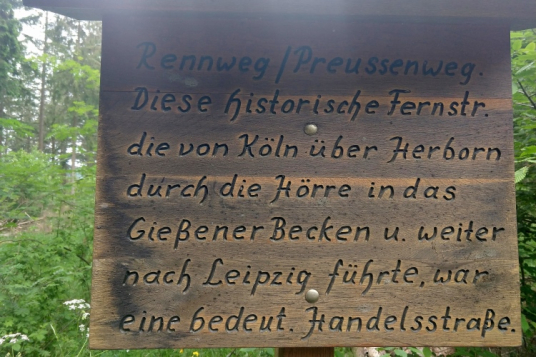 Rennweg/Preussenweg.
Diese historische Fernstr.
die von Köln über Herborn
durch die Hörre in das
Gießener Becken u. weiter
nach Leipzig führte, war
eine bedeut. Handelsstraße.